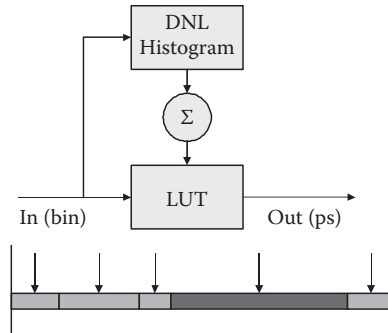 DNL
Histogram
Σ
LUT
In (bin)
Out (ps)